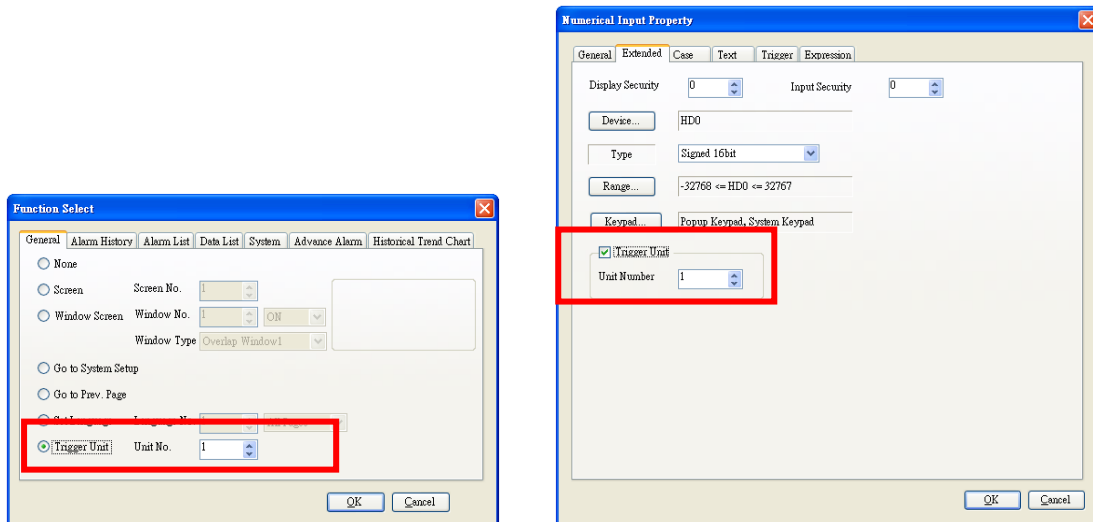 Function Select
General Alarm History Alarm List Data List System Advance Alarm Historical Trend Chart
None
Screen Screen No. 1
Window Screen Window No. 1 ON
Window Type Overlap Window1
Go to System Setup
Go to Prev. Page
Trigger Unit Unit No. 1
OK Cancel
Numerical Input Property
General Extended Case Text Trigger Expression
Display Security 0 Input Security 0
Device... HD0
Type Signed 16bit
Range... -32768 <= HD0 <= 32767
Keypad... Popup Keypad, System Keypad
Trigger Unit
Unit Number 1
OK Cancel